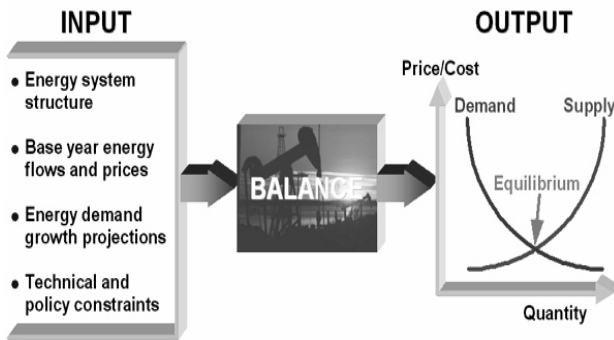 INPUT
● Energy system
structure
● Base year energy
flows and prices
● Energy demand
growth projections
● Technical and
policy constraints
BALANCE
OUTPUT
Price/Cost
Demand
Supply
Equilibrium
Quantity